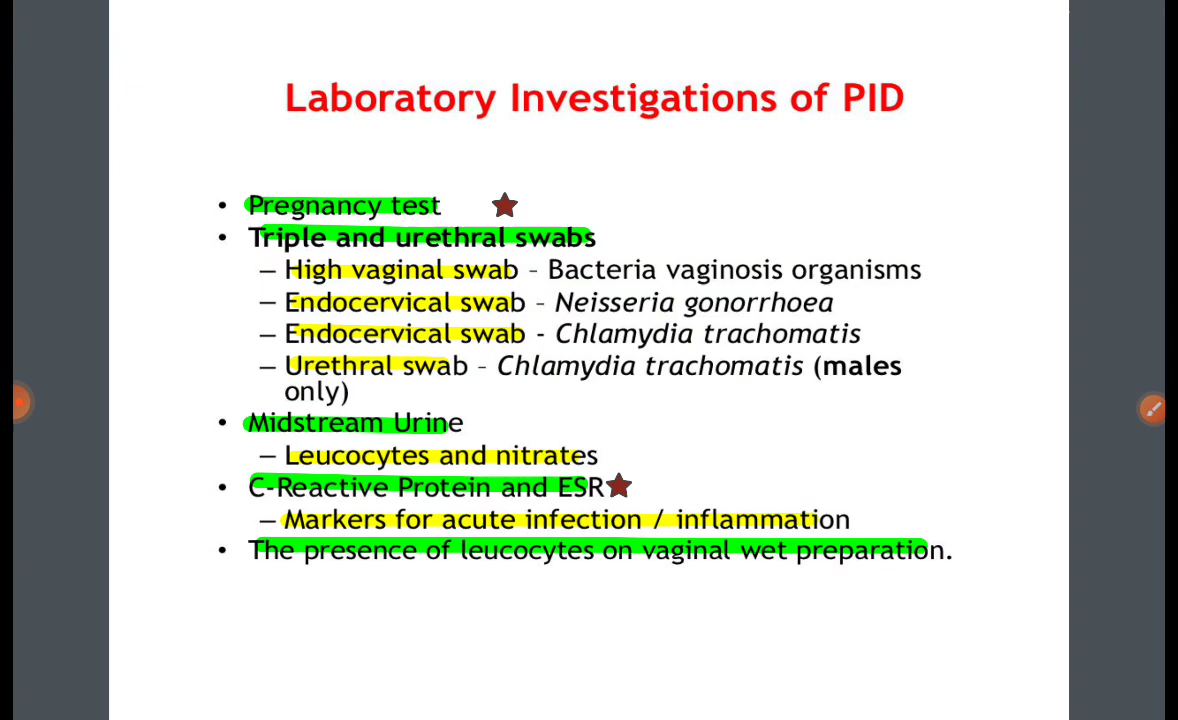 Laboratory Investigations of PID
• Pregnancy test
• Triple and urethral swabs
– High vaginal swab – Bacteria vaginosis organisms
– Endocervical swab – Neisseria gonorrhoea
– Endocervical swab - Chlamydia trachomatis
– Urethral swab – Chlamydia trachomatis (males
only)
• Midstream Urine
– Leucocytes and nitrates
• C-Reactive Protein and ESR
– Markers for acute infection / inflammation
• The presence of leucocytes on vaginal wet preparation.